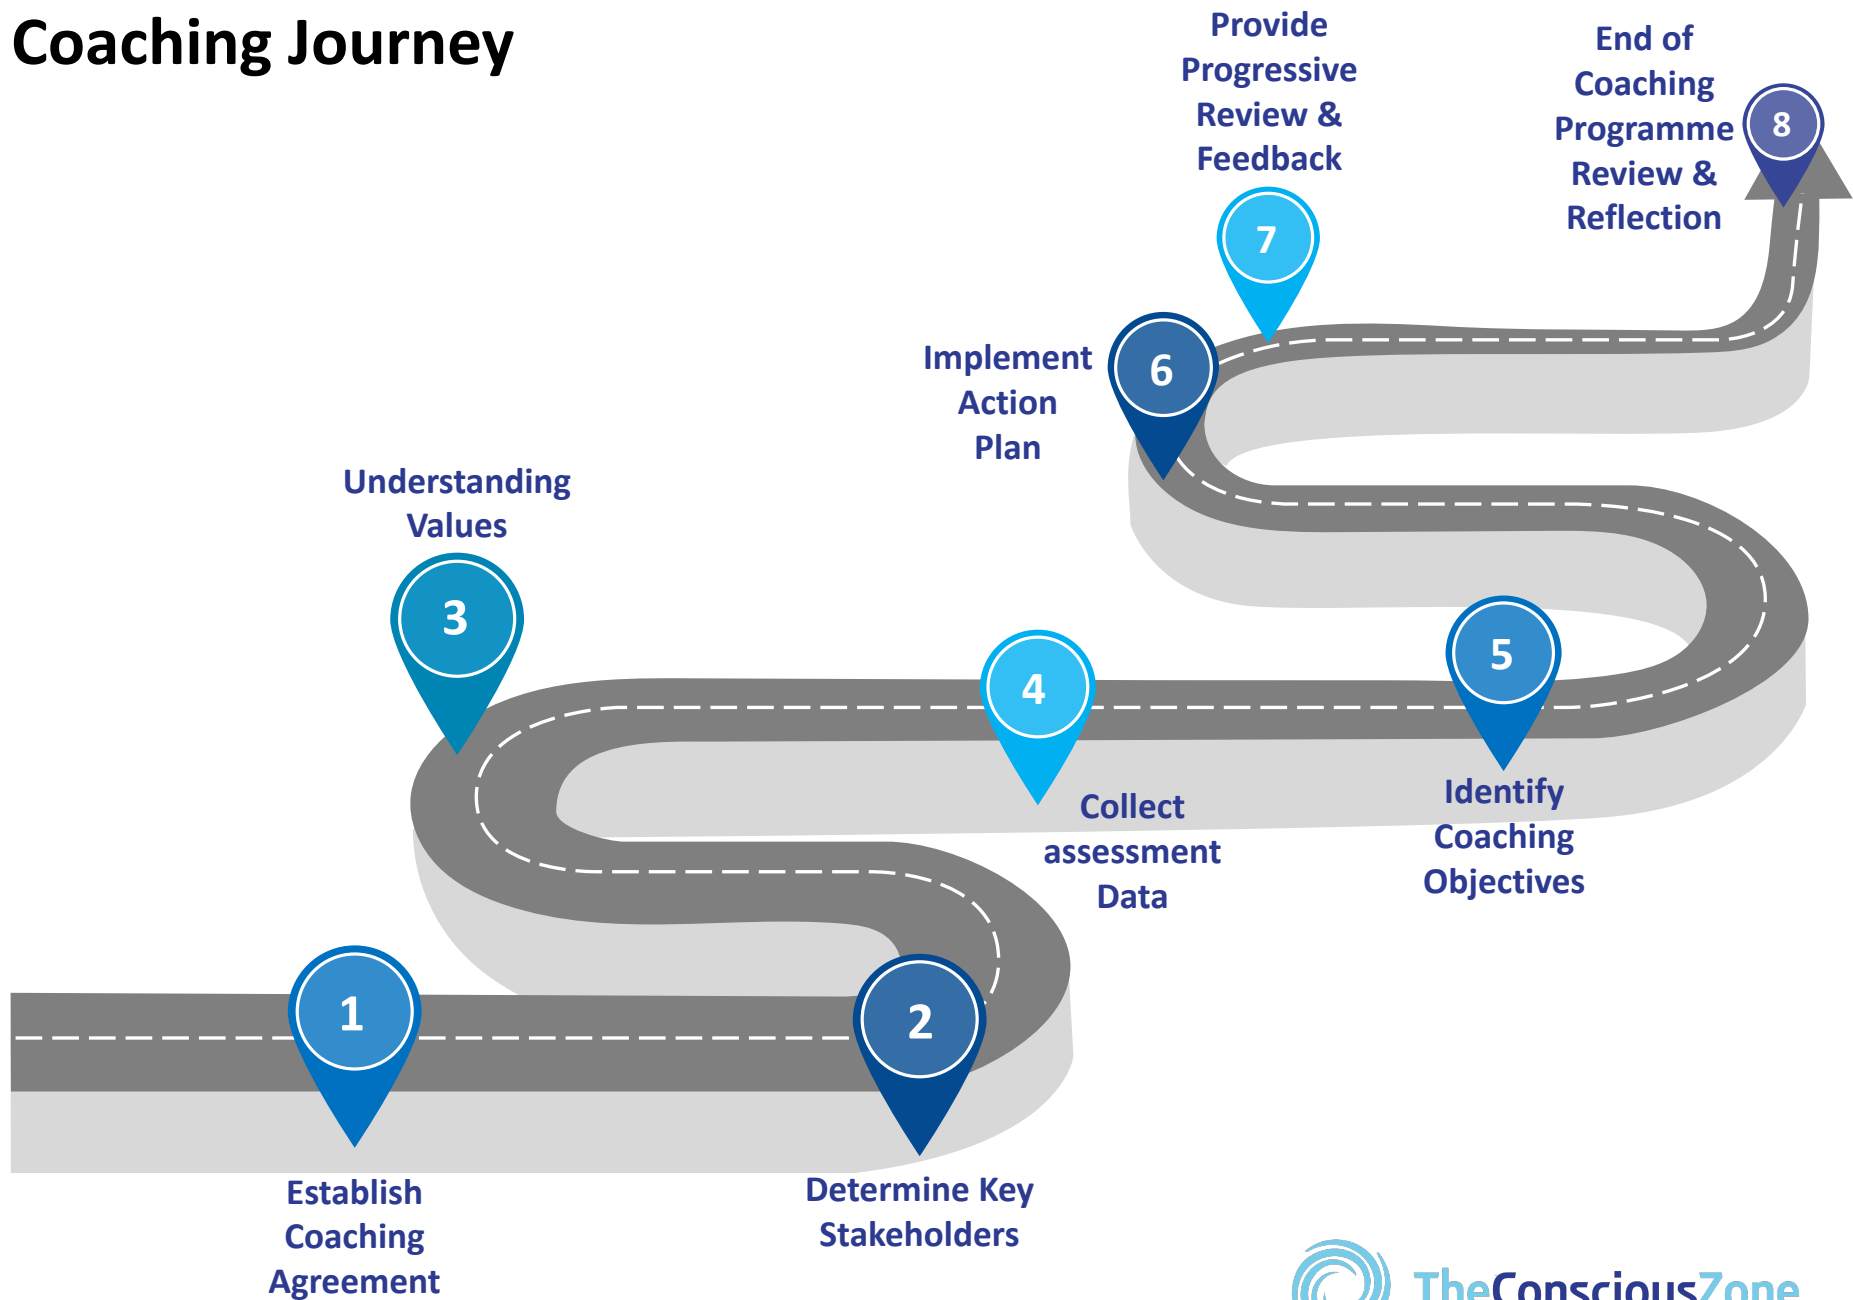 Coaching Journey
Provide
Progressive
Review &
Feedback
End of
Coaching
Programme
Review &
Reflection
8
7
Implement
Action
Plan
6
Understanding
Values
3
4
5
Collect
assessment
Data
Identify
Coaching
Objectives
1
2
Establish
Coaching
Agreement
Determine Key
Stakeholders
TheConsciousZone